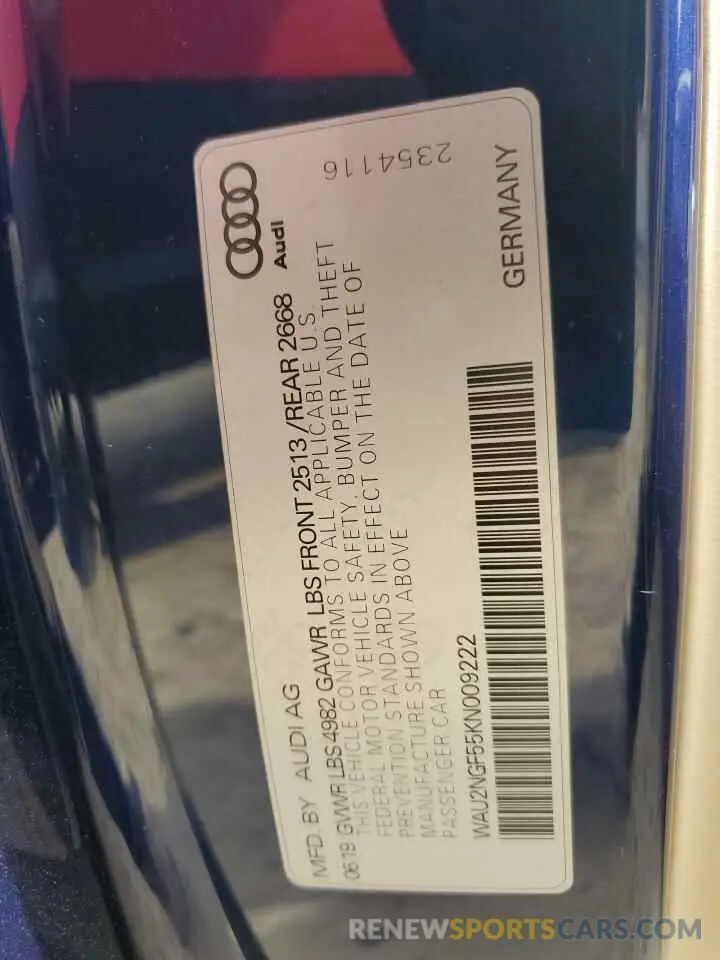 MFD. BY AUDI AG
06.19 GVWR LBS 4982 GAWR LBS FRONT 2513 /REAR 2668
THIS VEHICLE CONFORMS TO ALL APPLICABLE U.S.
FEDERAL MOTOR VEHICLE SAFETY, BUMPER AND THEFT
PREVENTION STANDARDS IN EFFECT ON THE DATE OF
MANUFACTURE SHOWN ABOVE
PASSENGER CAR
Audi
2354116
WAU2NGF55KN009222
GERMANY
RENEWSPORTSCARS.COM